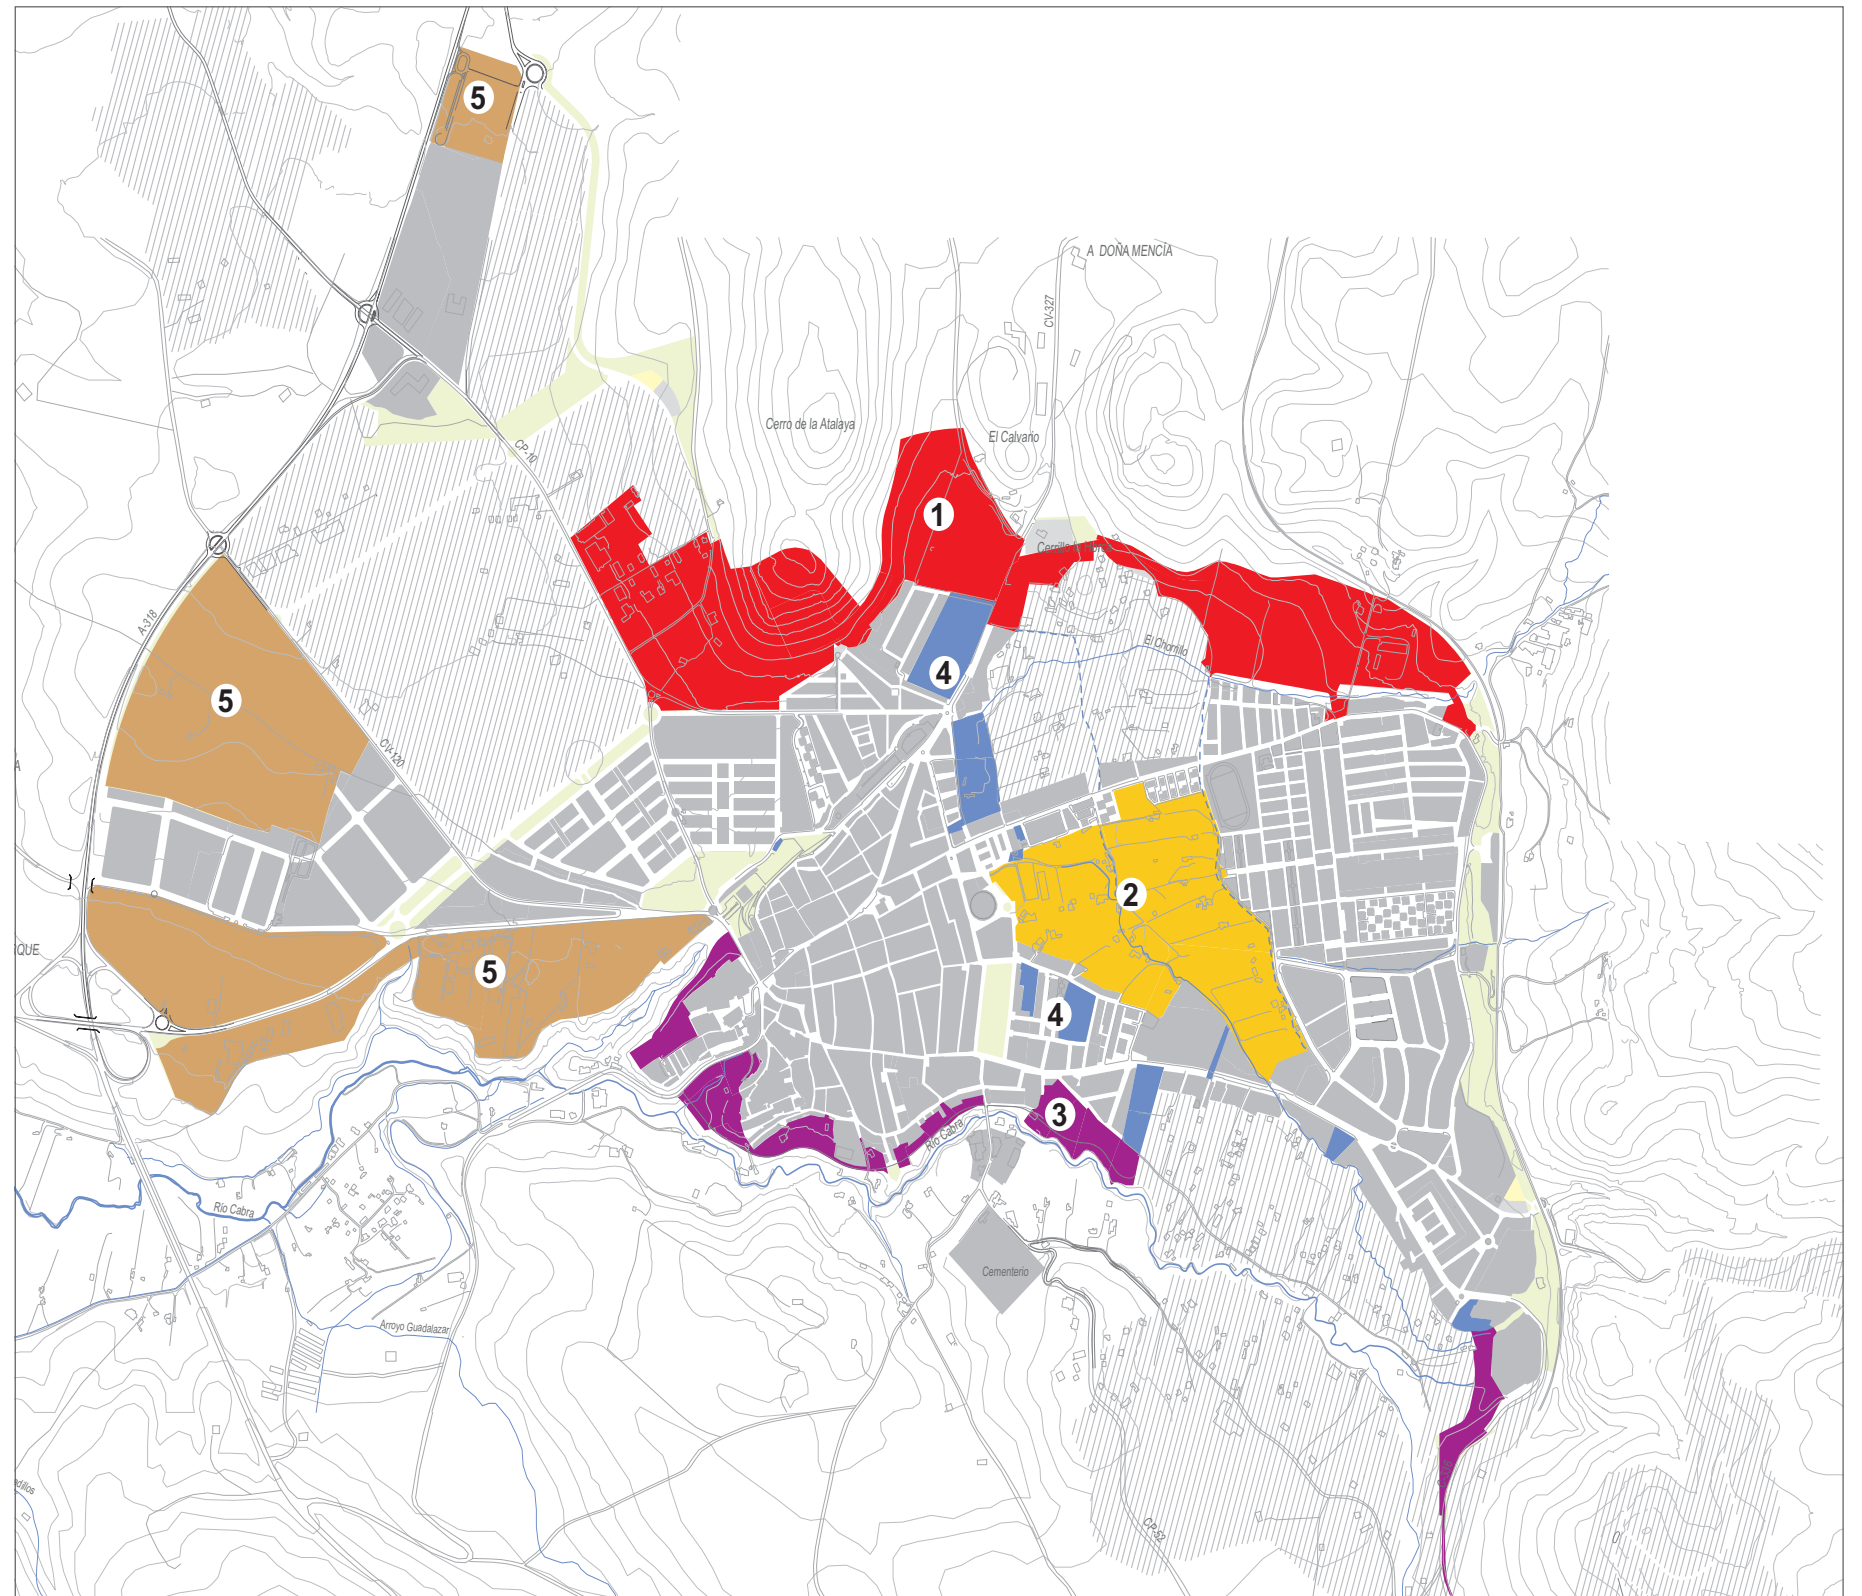 5
A DOÑA MENCÍA
CV-327
Cerro de la Atalaya
El Calvario
CP-10
1
A-318
El Chorrillo
4
5
CV-120
2
5
4
3
Río Cabra
Río Cabra
Cementerio
Arroyo Guadalazar
CP-52